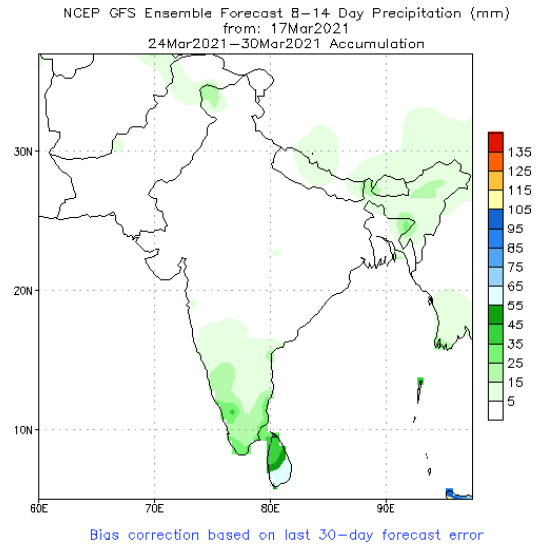 NCEP GFS Ensemble Forecast 8-14 Day Precipitation (mm)
from: 17Mar2021
24Mar2021-30Mar2021 Accumulation
30N
20N
10N
60E
70E
80E
90E
135
125
115
105
95
85
75
65
55
45
35
25
15
5
Bias correction based on last 30-day forecast error